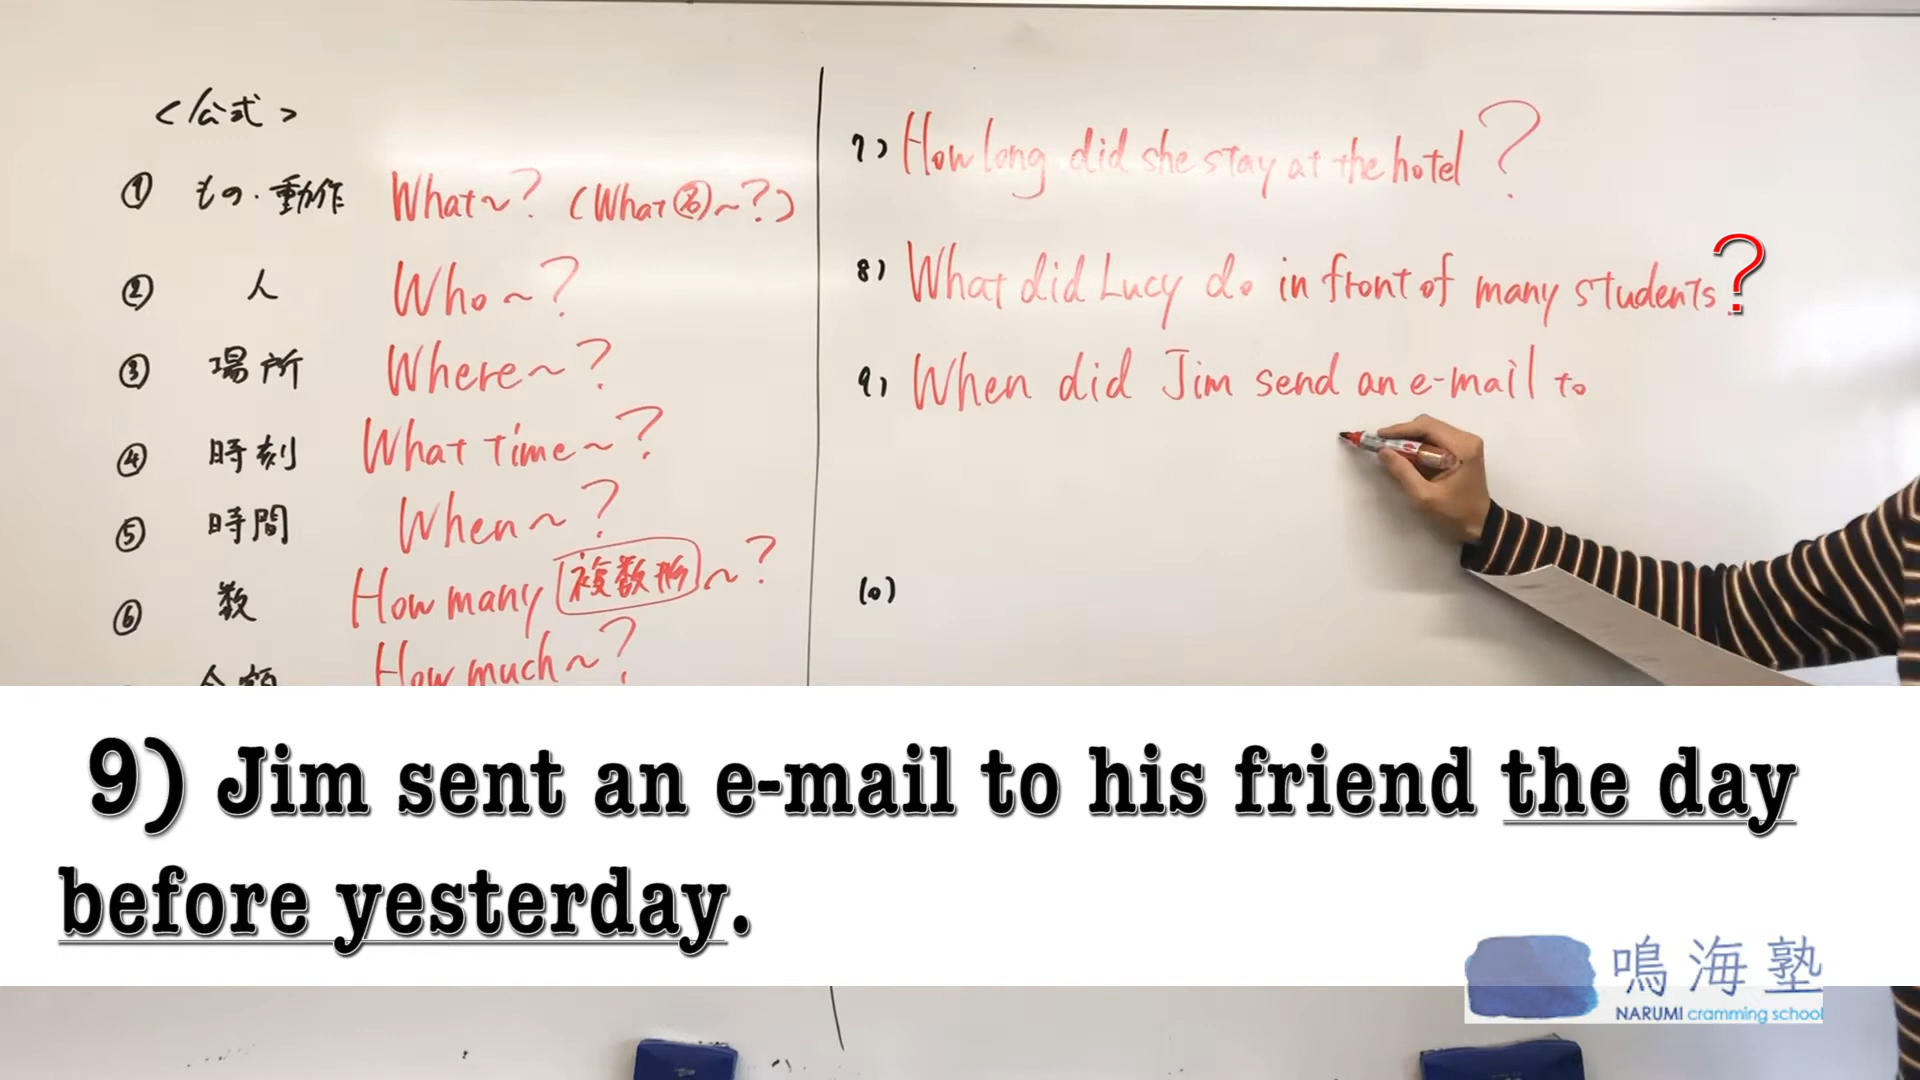 <公式>
① もの・動作 What~? (What㊔~?)
② 人 Who~?
③ 場所 Where~?
④ 時刻 What time~?
⑤ 時間 When~?
⑥ 数 How many 複数形~?
金額 How much~?
7) How long did she stay at the hotel?
8) What did Lucy do in front of many students?
9) When did Jim send an e-mail to
(0)
9) Jim sent an e-mail to his friend the day
before yesterday.
鳴海塾
NARUMI cramming school